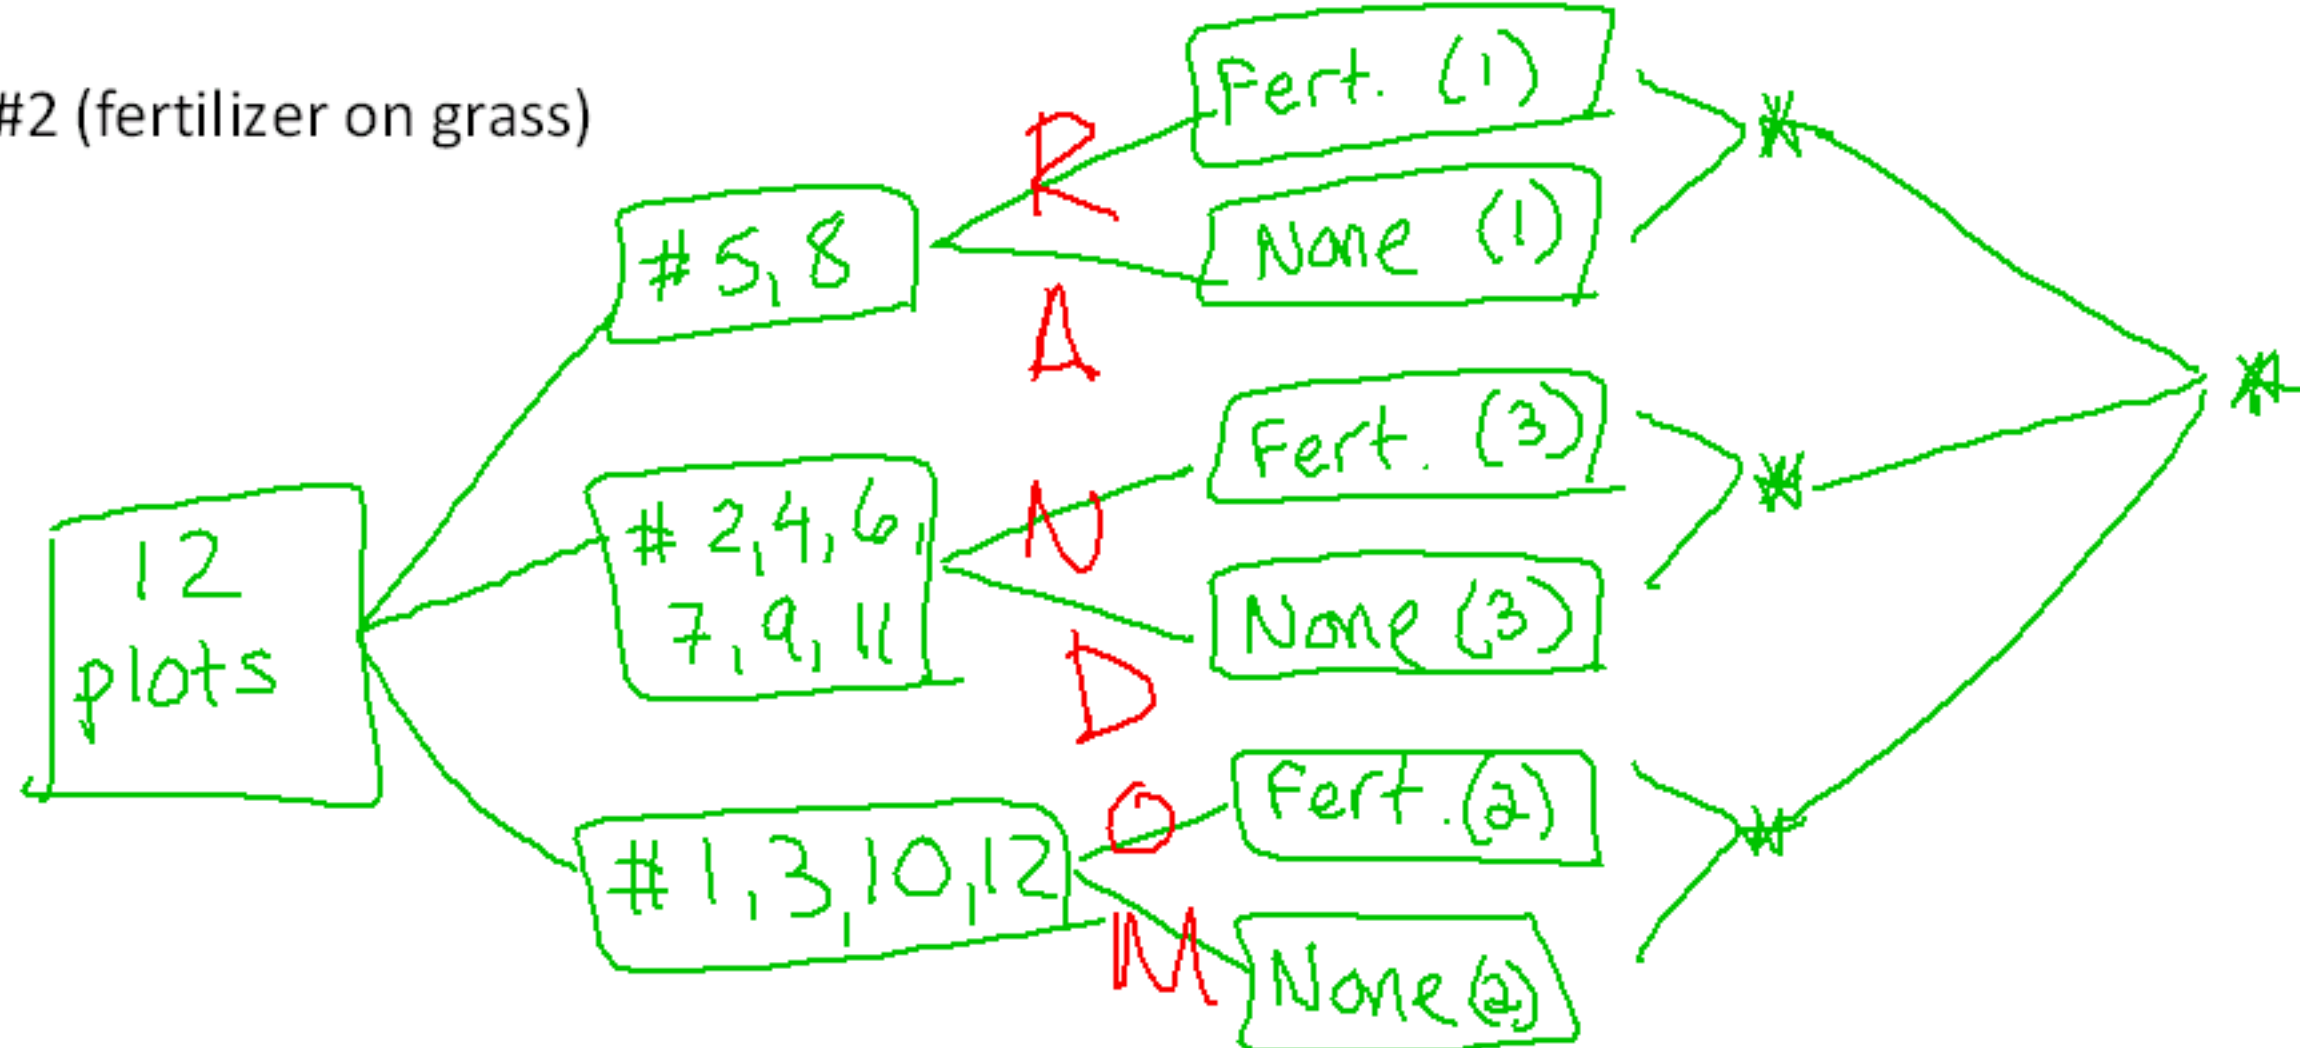 #2 (fertilizer on grass)
12
plots
# 5, 8
# 2, 4, 6,
7, 9, 11
# 1, 3, 10, 12
R
A
N
D
O
M
Fert. (1)
None (1)
Fert. (3)
None (3)
Fert. (2)
None (2)